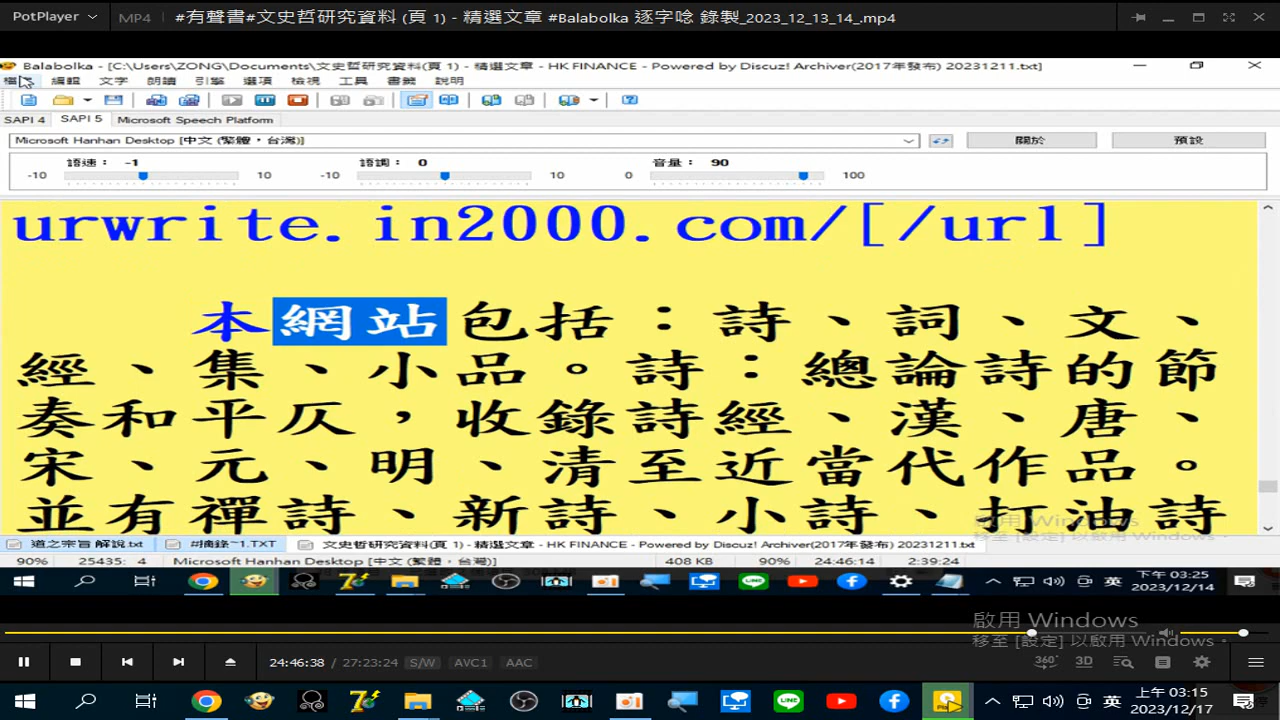 PotPlayer MP4 #有聲書#文史哲研究資料 (頁 1) - 精選文章 #Balabolka 逐字唸 錄製_2023_12_13_14_.mp4
Balabolka - [C:\Users\ZONG\Documents\文史哲研究資料(頁 1) - 精選文章 - HK FINANCE - Powered by Discuz! Archiver(2017年發布) 20231211.txt]
檔案 編輯 文字 朗讀 引擎 選項 檢視 工具 書籤 說明
SAPI 4 SAPI 5 Microsoft Speech Platform
Microsoft Hanhan Desktop [中文 (繁體，台灣)] 關於 預設
語速： -1 語調： 0 音量： 90
-10 10 -10 10 0 100
urwrite.in2000.com/[/url]
本網站包括：詩、詞、文、
經、集、小品。詩：總論詩的節
奏和平仄，收錄詩經、漢、唐、
宋、元、明、清至近當代作品。
並有禪詩、新詩、小詩、打油詩
啟用 Windows
移至 [設定] 以啟用 Windows。
道之宗旨 解說.txt #摘錄~1.TXT 文史哲研究資料(頁 1) - 精選文章 - HK FINANCE - Powered by Discuz! Archiver(2017年發布) 20231211.txt
90% 25435: 4 Microsoft Hanhan Desktop [中文 (繁體，台灣)] 408 KB 90% 24:46:14 2:39:24
英 下午 03:25
2023/12/14
啟用 Windows
移至 [設定] 以啟用 Windows。
24:46:38 / 27:23:24 S/W AVC1 AAC 360° 3D
英 上午 03:15
2023/12/17